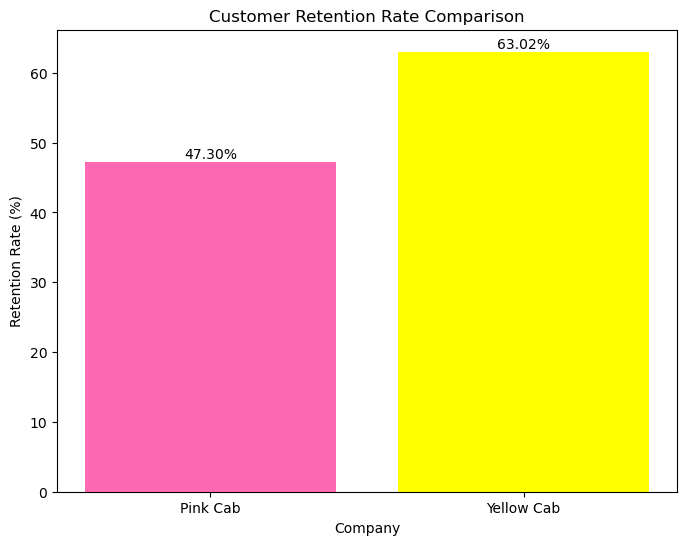 Customer Retention Rate Comparison
63.02%
47.30%
60
50
40
30
20
10
0
Retention Rate (%)
Pink Cab
Yellow Cab
Company